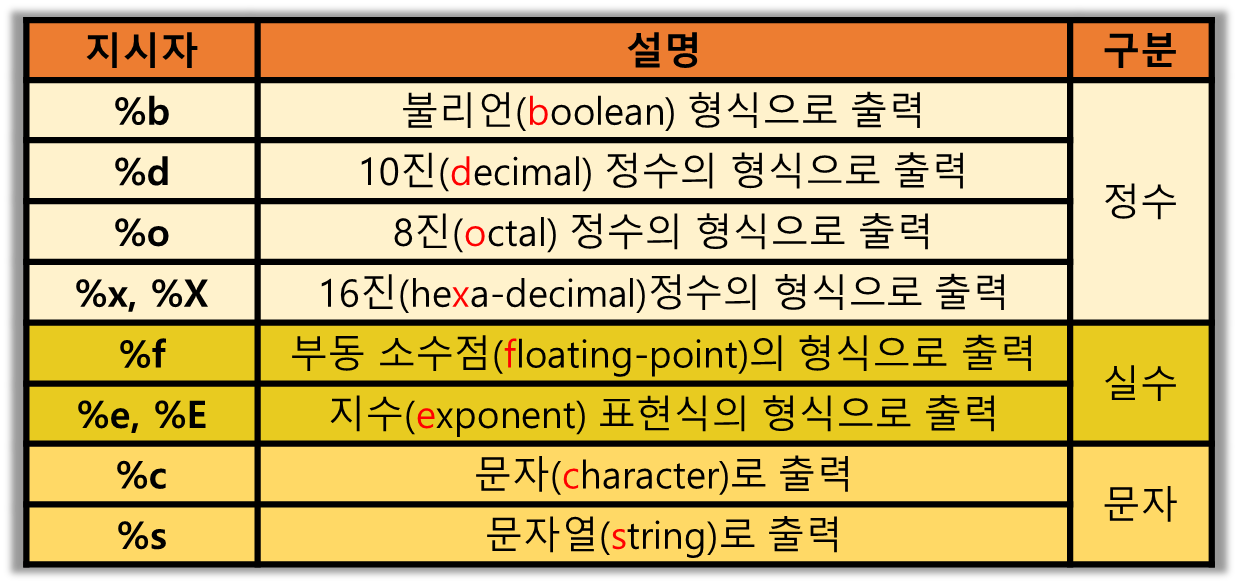 지시자 설명 구분
%b 불리언(boolean) 형식으로 출력
%d 10진(decimal) 정수의 형식으로 출력
정수
%o 8진(octal) 정수의 형식으로 출력
%x, %X 16진(hexa-decimal)정수의 형식으로 출력
%f 부동 소수점(floating-point)의 형식으로 출력
실수
%e, %E 지수(exponent) 표현식의 형식으로 출력
%c 문자(character)로 출력
문자
%s 문자열(string)로 출력